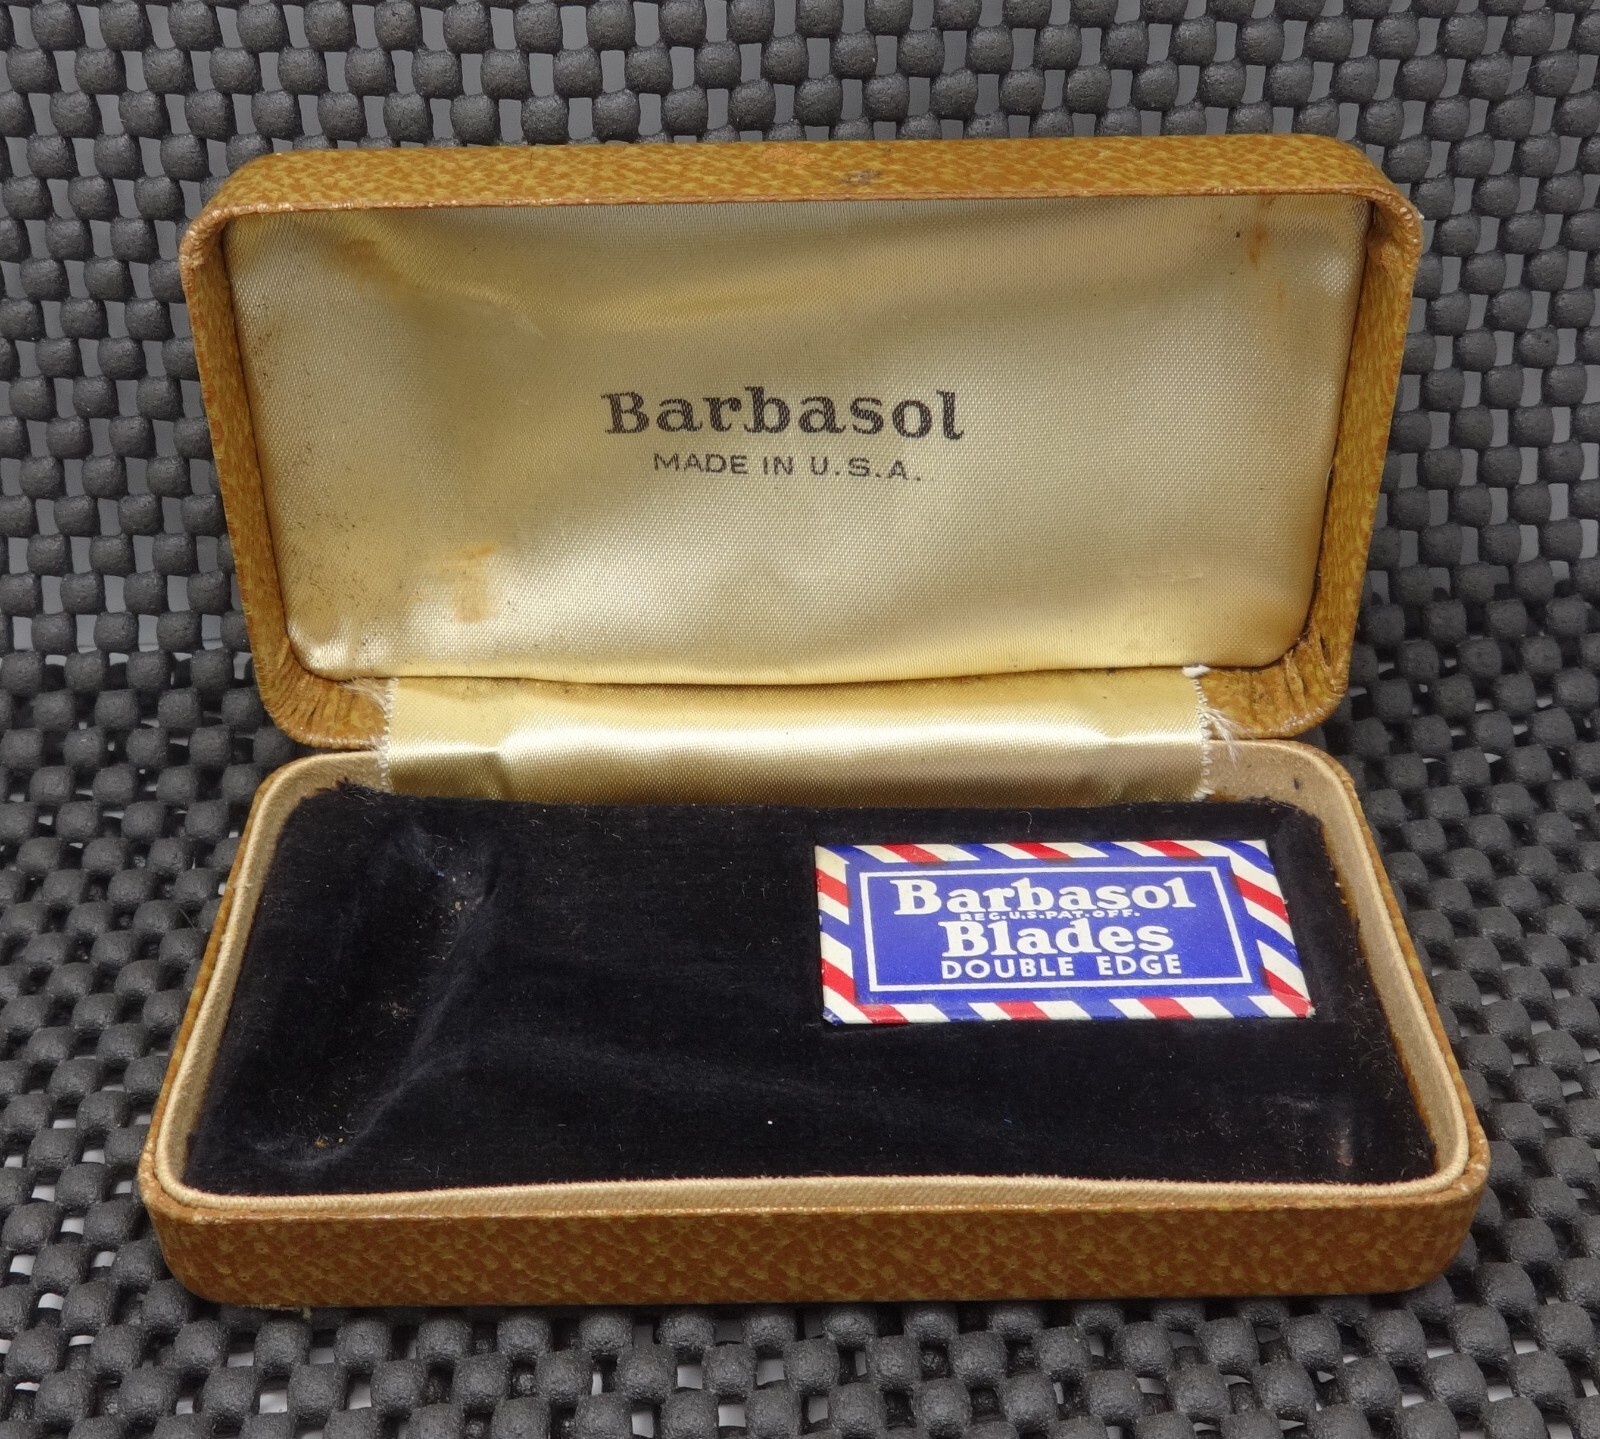 Barbasol
MADE IN U.S.A.
Barbasol
REG.U.S.PAT.OFF.
Blades
DOUBLE EDGE